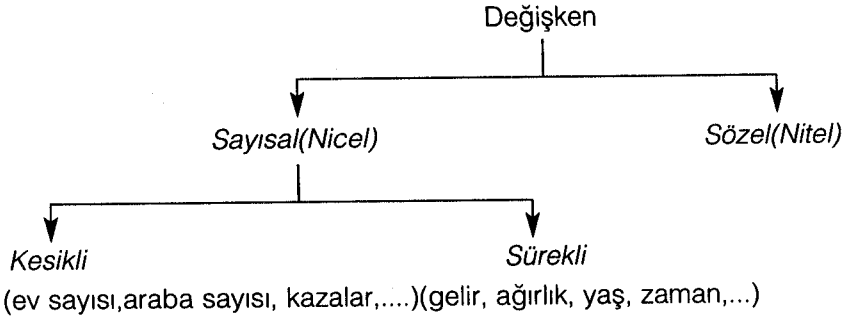 Değişken
Sayısal(Nicel) Sözel(Nitel)
Kesikli Sürekli
(ev sayısı,araba sayısı, kazalar,....)(gelir, ağırlık, yaş, zaman,...)